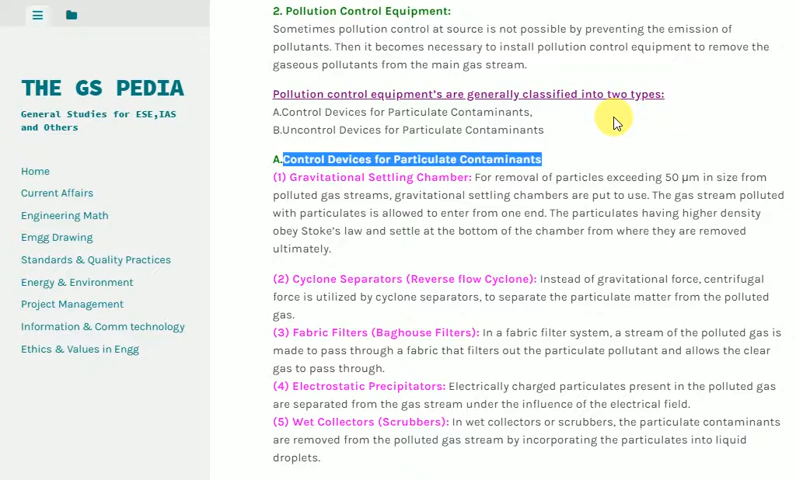 THE GS PEDIA
General Studies for ESE,IAS
and Others
Home
Current Affairs
Engineering Math
Emgg Drawing
Standards & Quality Practices
Energy & Environment
Project Management
Information & Comm technology
Ethics & Values in Engg
2. Pollution Control Equipment:
Sometimes pollution control at source is not possible by preventing the emission of
pollutants. Then it becomes necessary to install pollution control equipment to remove the
gaseous pollutants from the main gas stream.
Pollution control equipment's are generally classified into two types:
A.Control Devices for Particulate Contaminants,
B.Uncontrol Devices for Particulate Contaminants
A.Control Devices for Particulate Contaminants
(1) Gravitational Settling Chamber: For removal of particles exceeding 50 µm in size from
polluted gas streams, gravitational settling chambers are put to use. The gas stream polluted
with particulates is allowed to enter from one end. The particulates having higher density
obey Stoke's law and settle at the bottom of the chamber from where they are removed
ultimately.
(2) Cyclone Separators (Reverse flow Cyclone): Instead of gravitational force, centrifugal
force is utilized by cyclone separators, to separate the particulate matter from the polluted
gas.
(3) Fabric Filters (Baghouse Filters): In a fabric filter system, a stream of the polluted gas is
made to pass through a fabric that filters out the particulate pollutant and allows the clear
gas to pass through.
(4) Electrostatic Precipitators: Electrically charged particulates present in the polluted gas
are separated from the gas stream under the influence of the electrical field.
(5) Wet Collectors (Scrubbers): In wet collectors or scrubbers, the particulate contaminants
are removed from the polluted gas stream by incorporating the particulates into liquid
droplets.